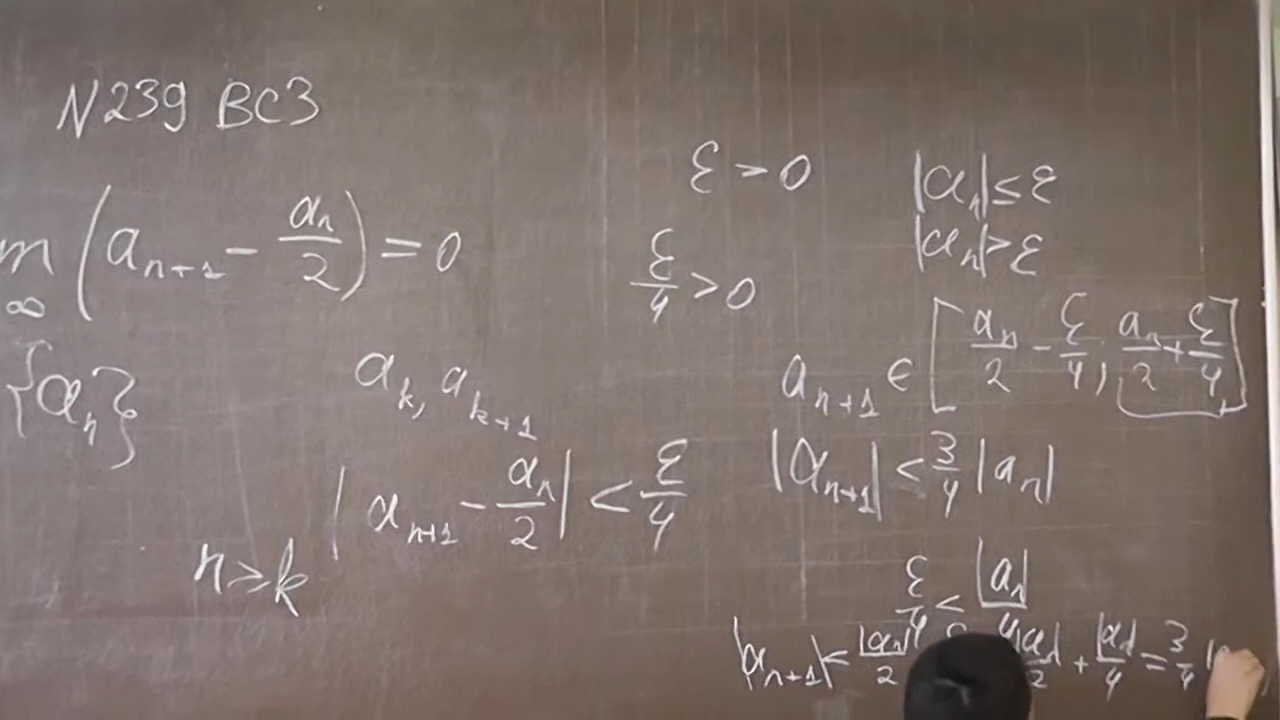 N239 ВСЗ
m (a_{n+1} - a_n/2) = 0
∞
{a_n}
a_k, a_{k+1}
|a_{n+1} - a_n/2| < ε/4
n ≥ k
ε > 0
ε/4 > 0
|a_n| ≤ ε
|a_n| > ε
a_{n+1} ∈ [a_n/2 - ε/4, a_n/2 + ε/4]
|a_{n+1}| < 3/4 |a_n|
ε/4 < |a_n|/4
|a_{n+1}| < |a_n|/2 |a_n|/2 + |a_n|/4 = 3/4